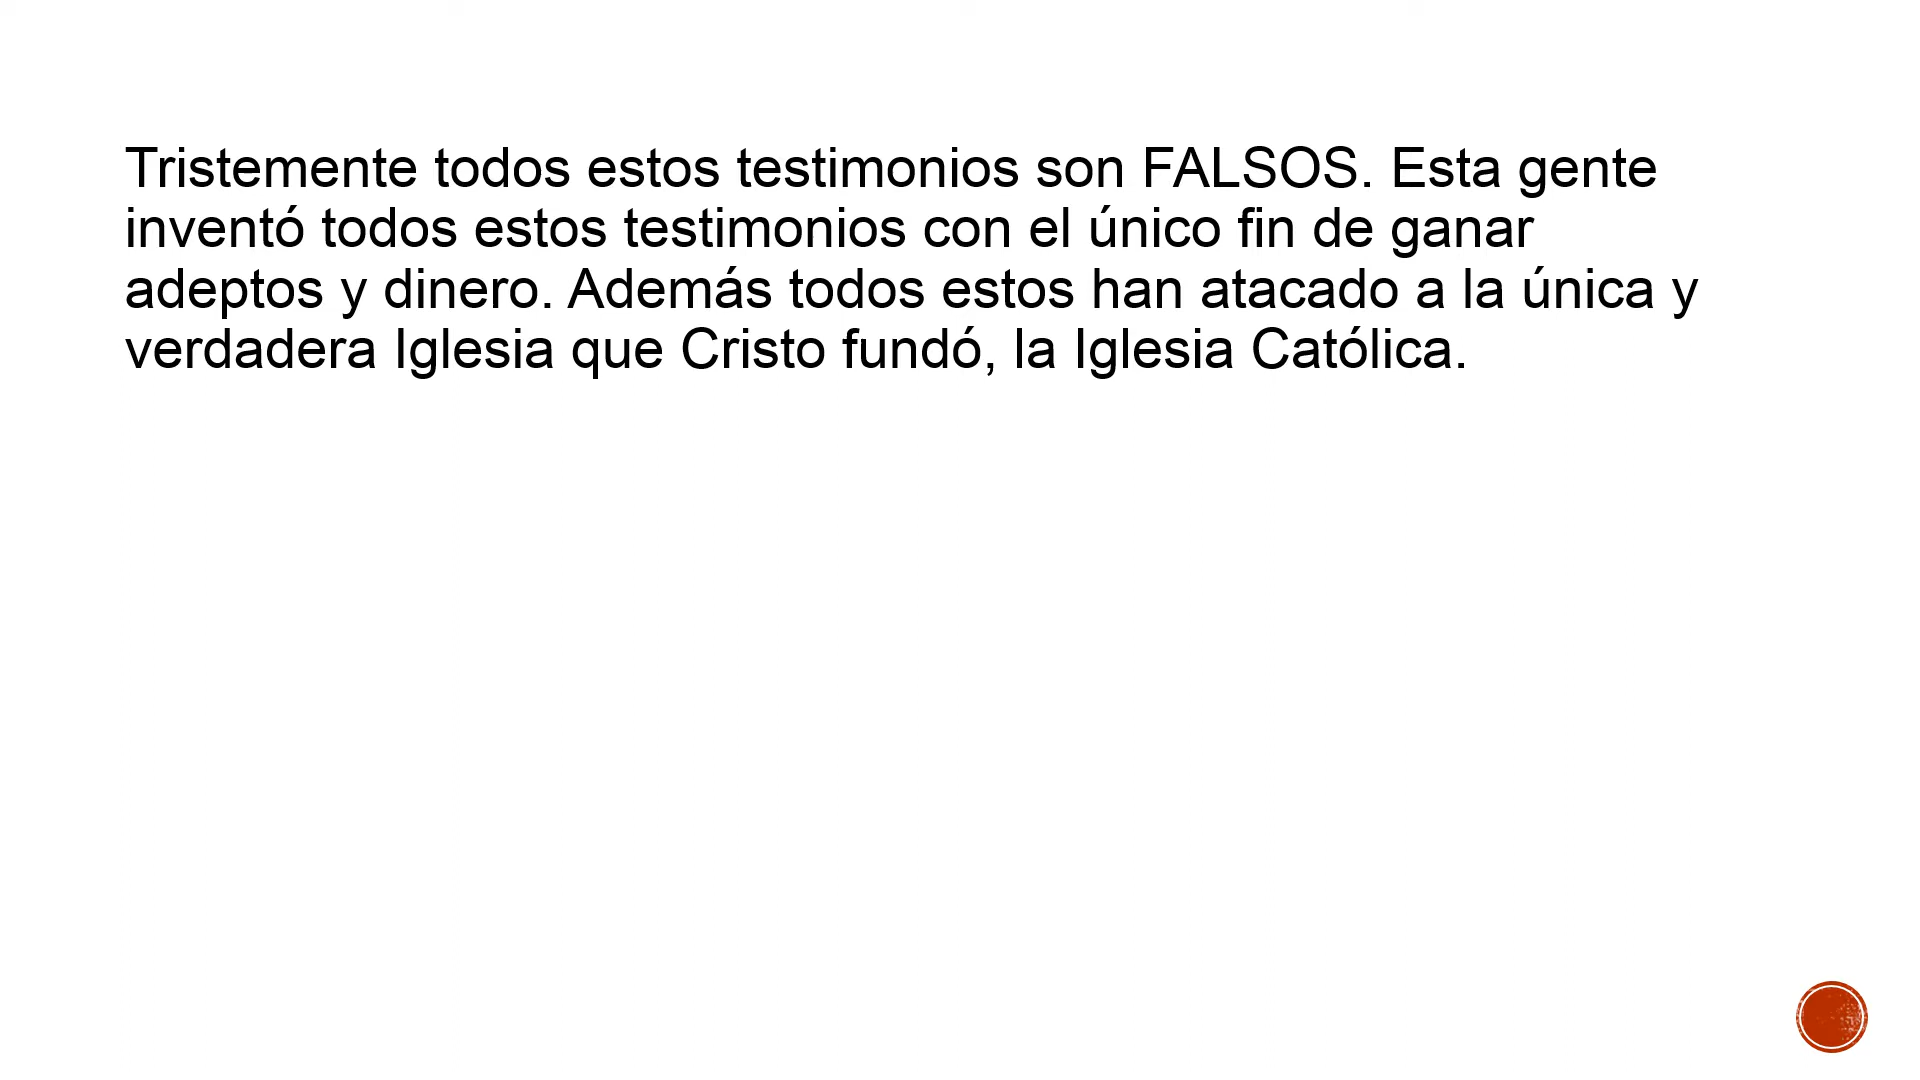 Tristemente todos estos testimonios son FALSOS. Esta gente
inventó todos estos testimonios con el único fin de ganar
adeptos y dinero. Además todos estos han atacado a la única y
verdadera Iglesia que Cristo fundó, la Iglesia Católica.